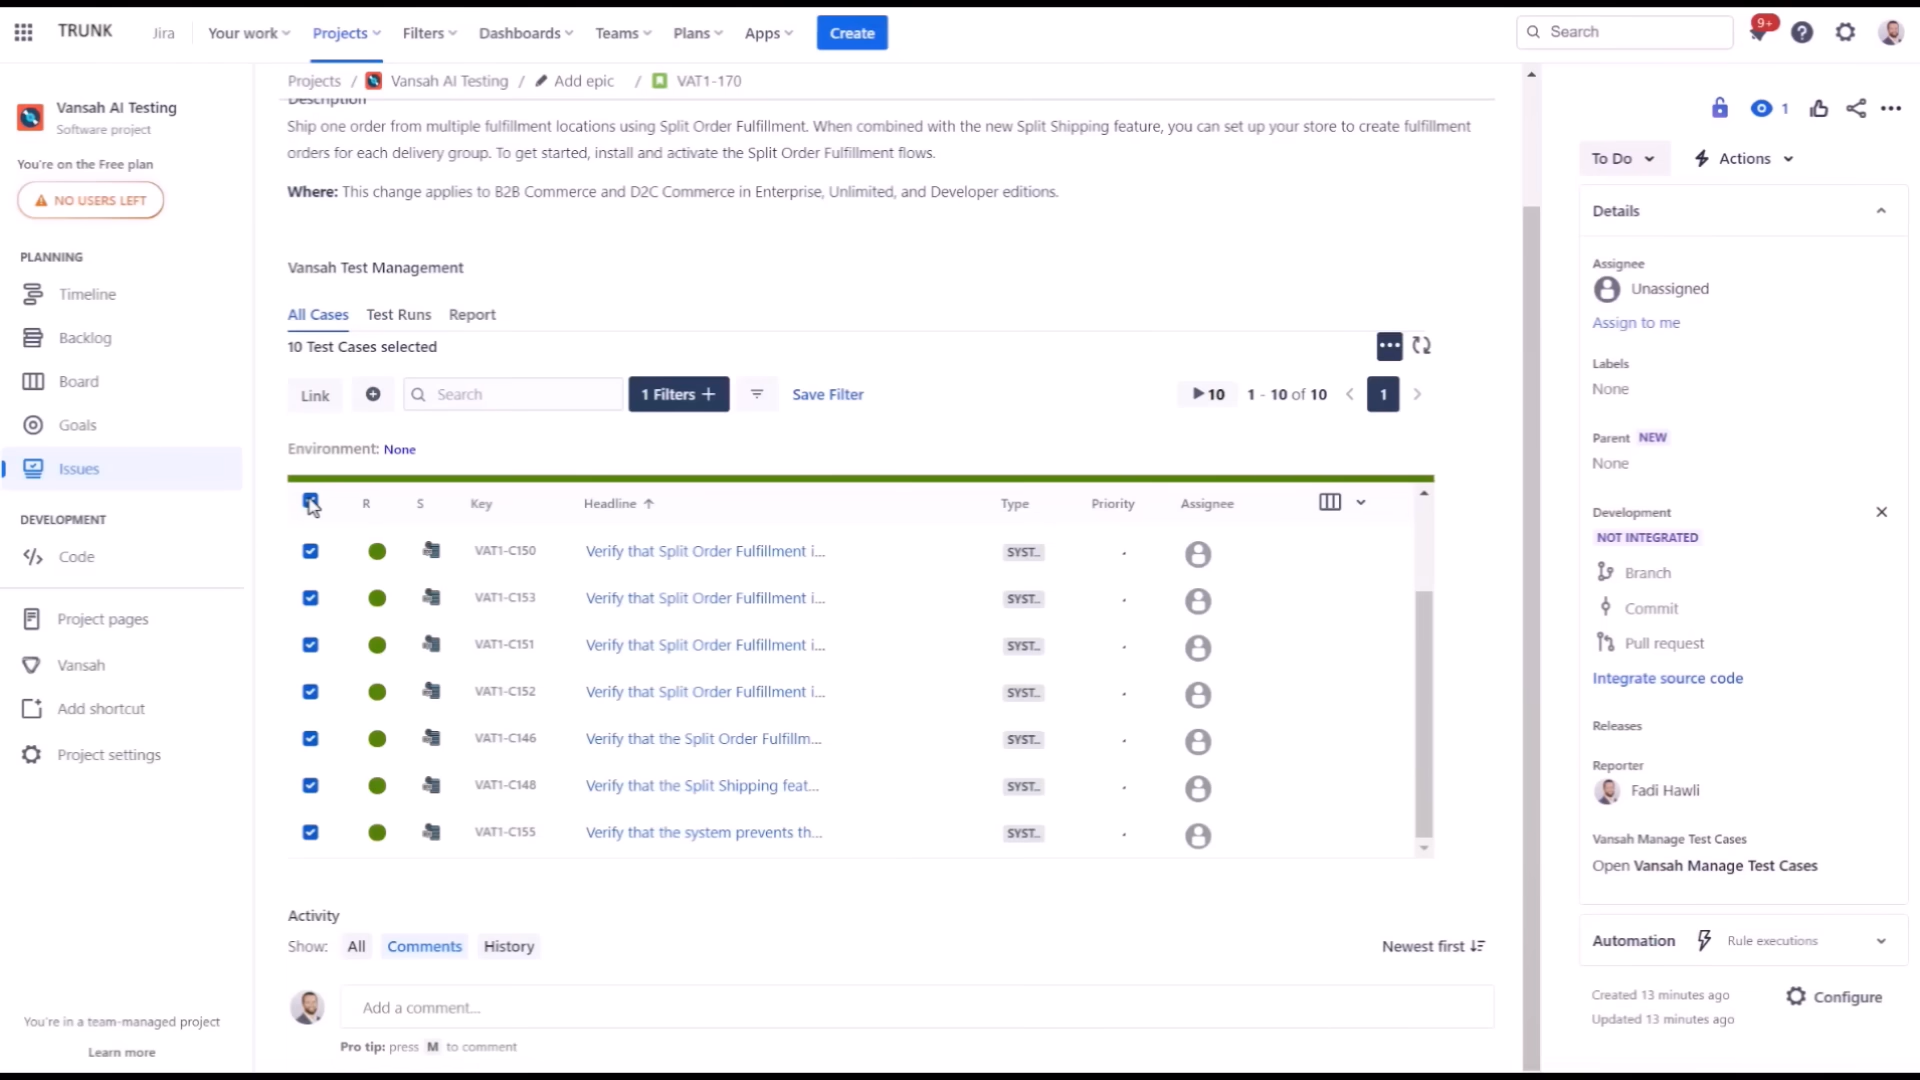 TRUNK
Jira
Your work
Projects
Filters
Dashboards
Teams
Plans
Apps
Create
Search
9+
Vansah AI Testing
Software project
You're on the Free plan
NO USERS LEFT
PLANNING
Timeline
Backlog
Board
Goals
Issues
DEVELOPMENT
Code
Project pages
Vansah
Add shortcut
Project settings
You're in a team-managed project
Learn more
Projects / Vansah AI Testing / Add epic / VAT1-170
Description
Ship one order from multiple fulfillment locations using Split Order Fulfillment. When combined with the new Split Shipping feature, you can set up your store to create fulfillment
orders for each delivery group. To get started, install and activate the Split Order Fulfillment flows.
Where: This change applies to B2B Commerce and D2C Commerce in Enterprise, Unlimited, and Developer editions.
Vansah Test Management
All Cases Test Runs Report
10 Test Cases selected
Link
Search
1 Filters +
Save Filter
10
1 - 10 of 10
1
Environment: None
R S Key Headline Type Priority Assignee
VAT1-C150 Verify that Split Order Fulfillment i... SYST..
VAT1-C153 Verify that Split Order Fulfillment i... SYST..
VAT1-C151 Verify that Split Order Fulfillment i... SYST..
VAT1-C152 Verify that Split Order Fulfillment i... SYST..
VAT1-C146 Verify that the Split Order Fulfillm... SYST..
VAT1-C148 Verify that the Split Shipping feat... SYST..
VAT1-C155 Verify that the system prevents th... SYST..
Activity
Show: All Comments History
Newest first
Add a comment...
Pro tip: press M to comment
1
To Do
Actions
Details
Assignee
Unassigned
Assign to me
Labels
None
Parent NEW
None
Development
NOT INTEGRATED
Branch
Commit
Pull request
Integrate source code
Releases
Reporter
Fadi Hawli
Vansah Manage Test Cases
Open Vansah Manage Test Cases
Automation Rule executions
Created 13 minutes ago
Updated 13 minutes ago
Configure